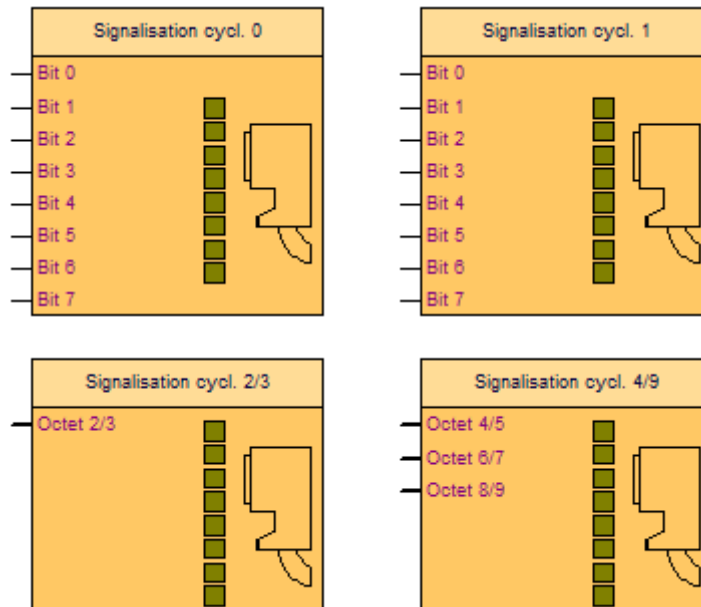 Signalisation cycl. 0
Bit 0
Bit 1
Bit 2
Bit 3
Bit 4
Bit 5
Bit 6
Bit 7
Signalisation cycl. 1
Bit 0
Bit 1
Bit 2
Bit 3
Bit 4
Bit 5
Bit 6
Bit 7
Signalisation cycl. 2/3
Octet 2/3
Signalisation cycl. 4/9
Octet 4/5
Octet 6/7
Octet 8/9